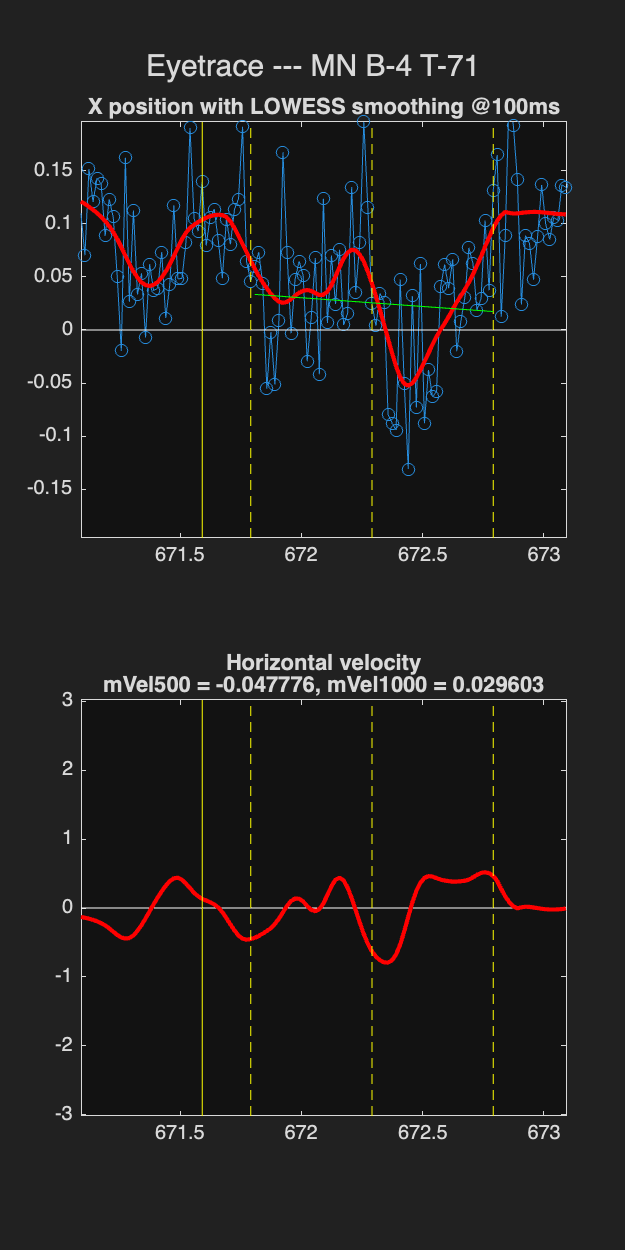 Eyetrace --- MN B-4 T-71
X position with LOWESS smoothing @100ms
0.15
0.1
0.05
0
-0.05
-0.1
-0.15
671.5 672 672.5 673
Horizontal velocity
mVel500 = -0.047776, mVel1000 = 0.029603
3
2
1
0
-1
-2
-3
671.5 672 672.5 673